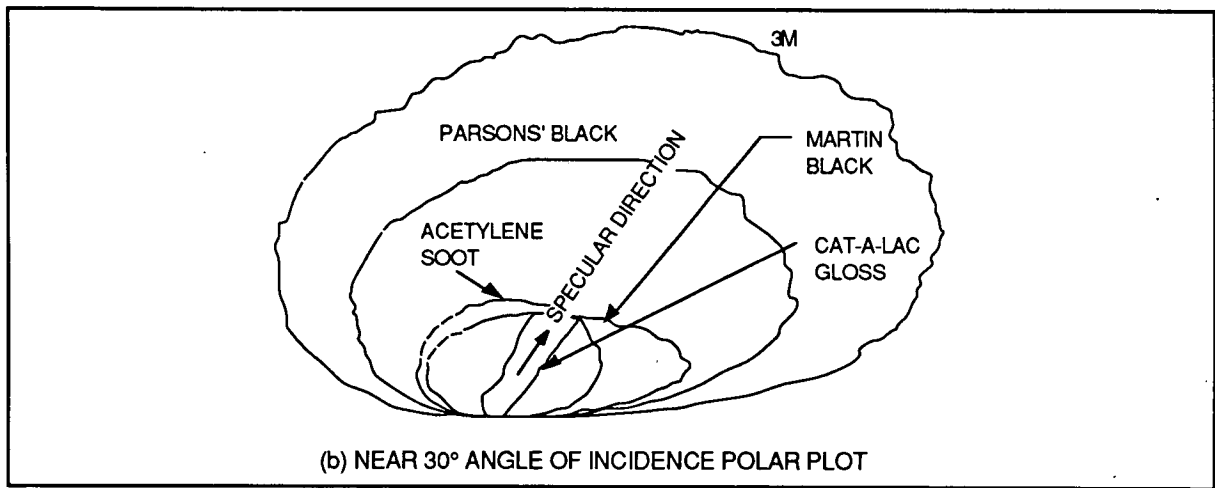 3M
PARSONS' BLACK
MARTIN
BLACK
SPECULAR DIRECTION
ACETYLENE
SOOT
CAT-A-LAC
GLOSS
(b) NEAR 30° ANGLE OF INCIDENCE POLAR PLOT